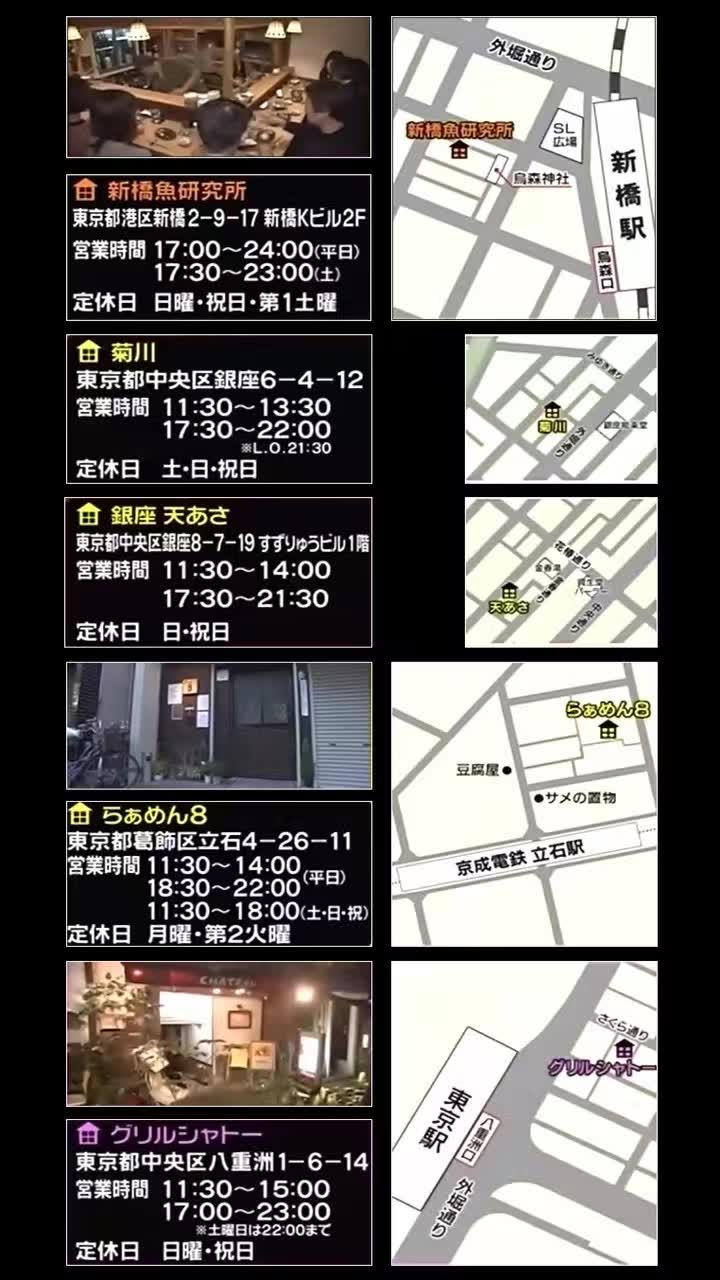 外堀通り
新橋魚研究所
SL
広場
烏森神社
新橋駅
烏森口
新橋魚研究所
東京都港区新橋2-9-17 新橋Kビル2F
営業時間 17:00～24:00(平日)
17:30～23:00(土)
定休日 日曜・祝日・第1土曜
菊川
東京都中央区銀座6-4-12
営業時間 11:30～13:30
17:30～22:00
※L.O.21:30
定休日 土・日・祝日
みゆき通り
菊川
外堀通り
銀座 天あさ
東京都中央区銀座8-7-19 すずりゅうビル1階
営業時間 11:30～14:00
17:30～21:30
定休日 日・祝日
花椿通り
金春湯
金春通り
資生堂
パーラー
天あさ
中央通り
らぁめん8
豆腐屋
サメの置物
京成電鉄 立石駅
らぁめん8
東京都葛飾区立石4-26-11
営業時間 11:30～14:00
18:30～22:00(平日)
11:30～18:00(土・日・祝)
定休日 月曜・第2火曜
CHATEAU
さくら通り
グリルシャトー
東京駅
八重洲口
外堀通り
グリルシャトー
東京都中央区八重洲1-6-14
営業時間 11:30～15:00
17:00～23:00
※土曜日は22:00まで
定休日 日曜・祝日